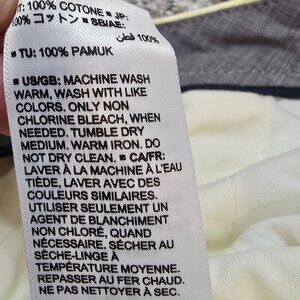 IT: 100% COTONE ▪ JP:
100% コットン ▪ SB/AE:
100% قطن
▪ TU: 100% PAMUK
▪ US/GB: MACHINE WASH
WARM, WASH WITH LIKE
COLORS. ONLY NON
CHLORINE BLEACH, WHEN
NEEDED. TUMBLE DRY
MEDIUM. WARM IRON. DO
NOT DRY CLEAN. ▪ CA/FR:
LAVER À LA MACHINE À L'EAU
TIÈDE, LAVER AVEC DES
COULEURS SIMILAIRES.
UTILISER SEULEMENT UN
AGENT DE BLANCHIMENT
NON CHLORÉ, QUAND
NÉCESSAIRE. SÉCHER AU
SÈCHE-LINGE À
TEMPÉRATURE MOYENNE.
REPASSER AU FER CHAUD.
NE PAS NETTOYER À SEC